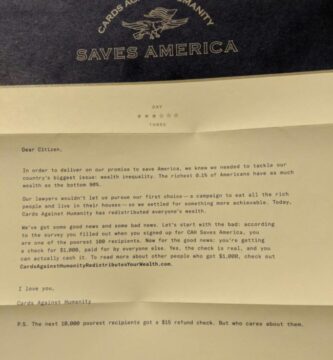 CARDS AGAINST HUMANITY
SAVES AMERICA
DAY
THREE
Dear Citizen,
In order to deliver on our promise to save America, we knew we needed to tackle our
country's biggest issue: wealth inequality. The richest 0.1% of Americans have as much
wealth as the bottom 90%.
Our lawyers wouldn't let us pursue our first choice—a campaign to eat all the rich
people and live in their houses—so we settled for something more achievable. Today,
Cards Against Humanity has redistributed everyone's wealth.
We've got some good news and some bad news. Let's start with the bad: according
to the survey you filled out when you signed up for CAH Saves America, you
are one of the poorest 100 recipients. Now for the good news: you're getting
a check for $1,000, paid for by everyone else. Yes, the check is real, and you
can actually cash it. To read more about other people who got $1,000, check out
CardsAgainstHumanityRedistributesYourWealth.com.
I love you,
Cards Against Humanity
P.S. The next 10,000 poorest recipients got a $15 refund check. But who cares about them.